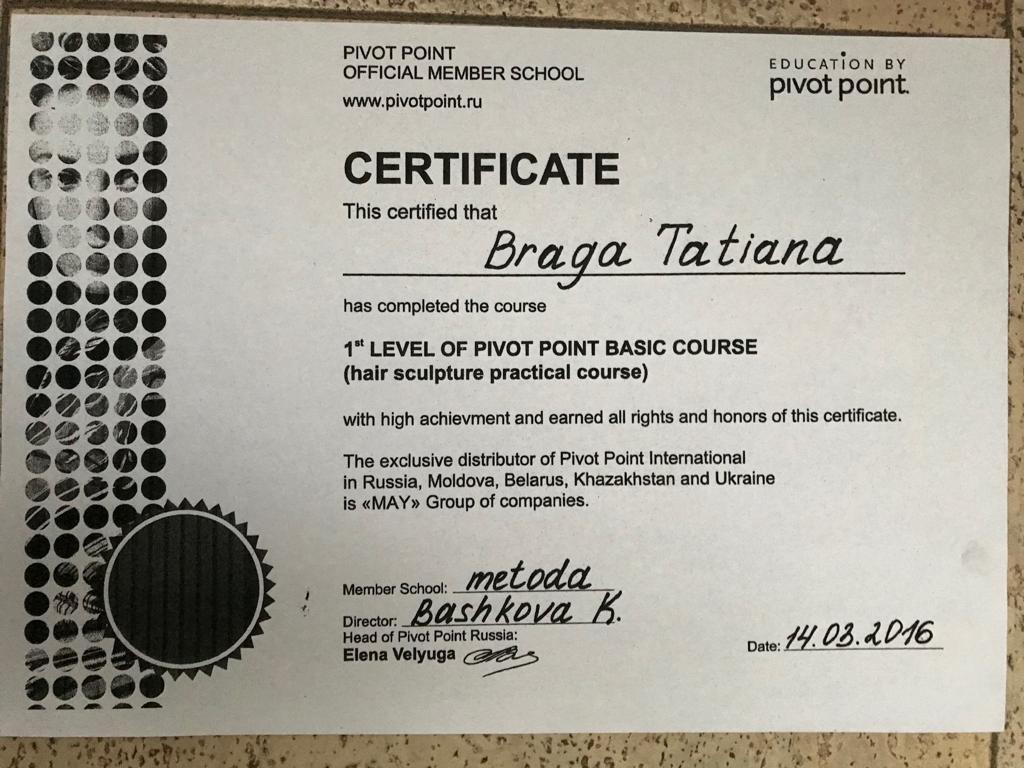 PIVOT POINT
OFFICIAL MEMBER SCHOOL
www.pivotpoint.ru
EDUCATION BY
pivot point.
CERTIFICATE
This certified that
Braga Tatiana
has completed the course
1st LEVEL OF PIVOT POINT BASIC COURSE
(hair sculpture practical course)
with high achievment and earned all rights and honors of this certificate.
The exclusive distributor of Pivot Point International
in Russia, Moldova, Belarus, Khazakhstan and Ukraine
is «MAY» Group of companies.
Member School: metoda
Director: Bashkova K.
Head of Pivot Point Russia:
Elena Velyuga
Date: 14.03.2016